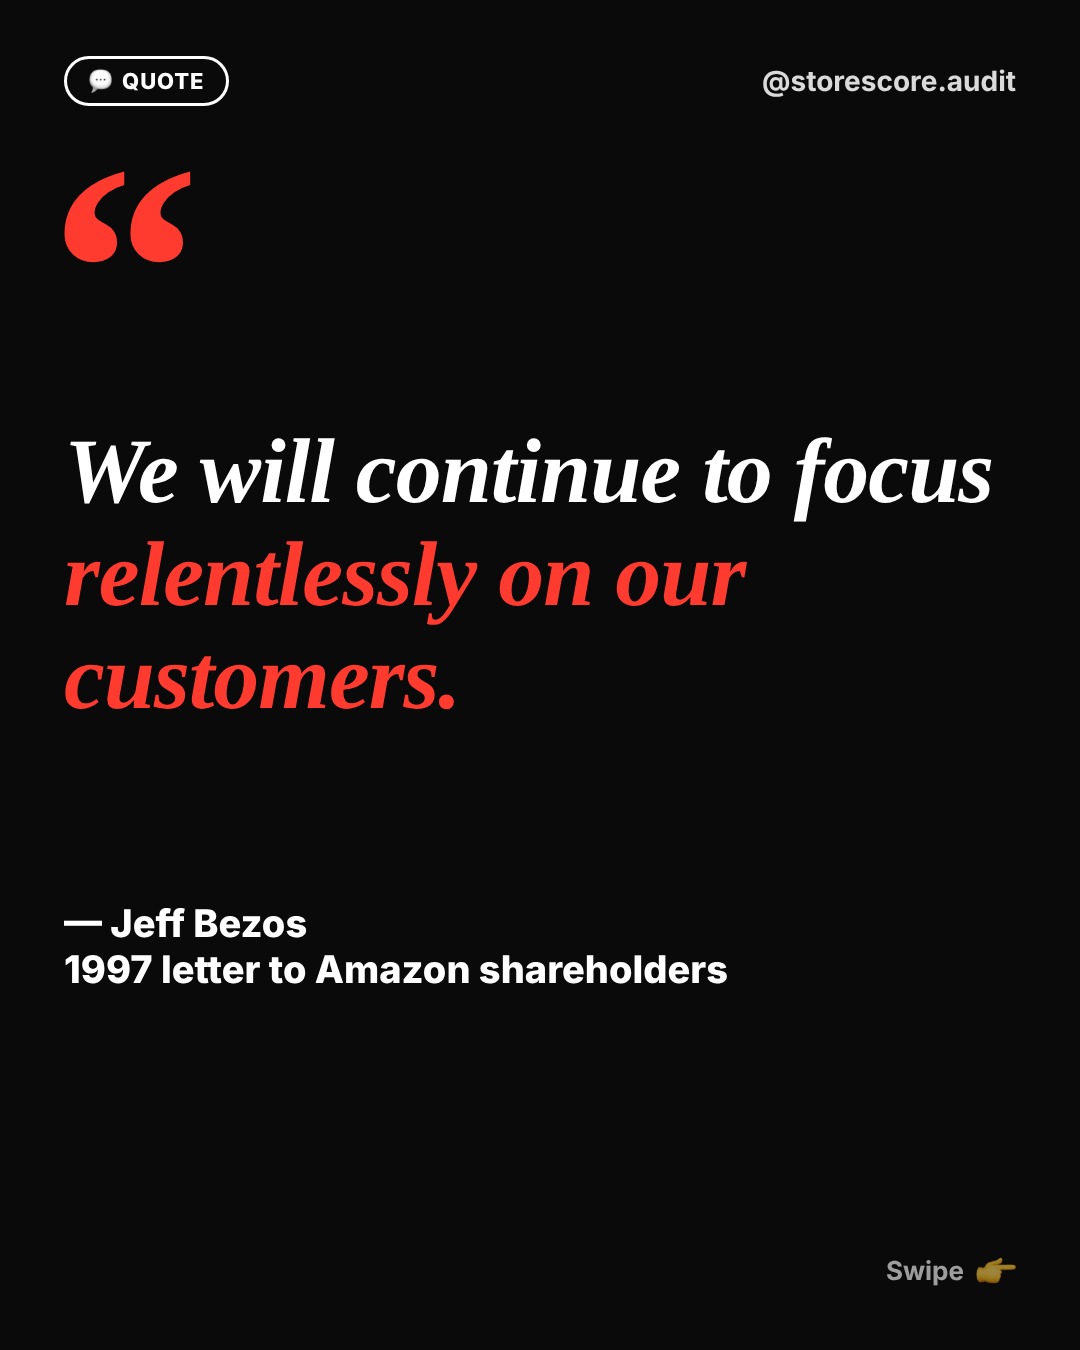 💬 QUOTE
@storescore.audit
“
We will continue to focus
relentlessly on our
customers.
— Jeff Bezos
1997 letter to Amazon shareholders
Swipe 👉